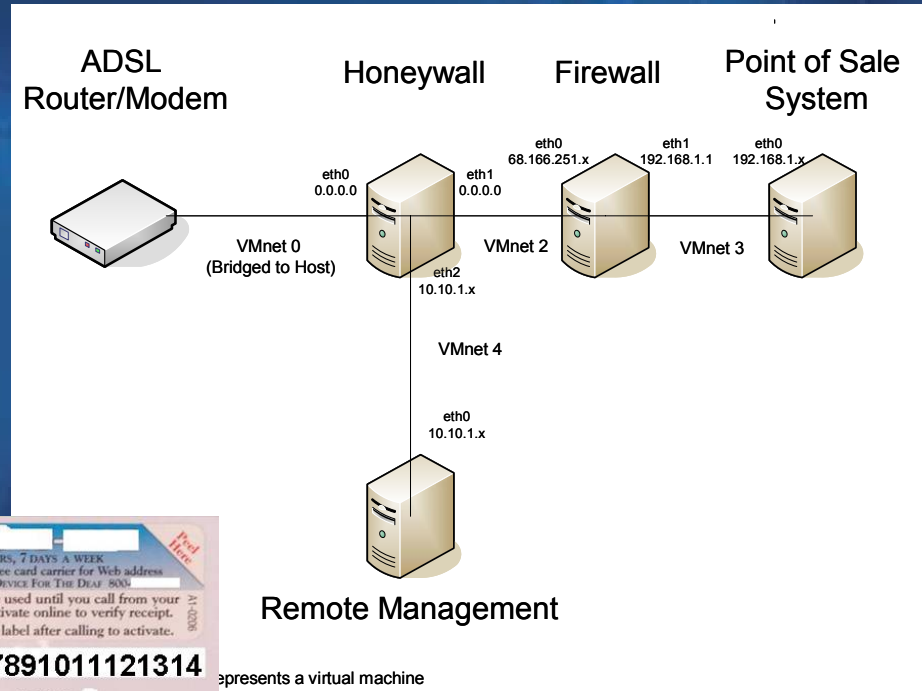 ADSL
Router/Modem
Honeywall
Firewall
Point of Sale
System
eth0
0.0.0.0
eth1
0.0.0.0
eth0
68.166.251.x
eth1
192.168.1.1
eth0
192.168.1.x
VMnet 0
(Bridged to Host)
VMnet 2
VMnet 3
eth2
10.10.1.x
VMnet 4
eth0
10.10.1.x
Remote Management
Peel
Here
RS, 7 DAYS A WEEK
ee card carrier for Web address
DEVICE FOR THE DEAF 800-
used until you call from your
ivate online to verify receipt.
label after calling to activate.
A1-0206
7891011121314
epresents a virtual machine